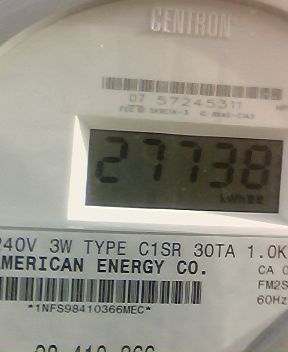 CENTRON
07 57245311
27738
kWh
240V 3W TYPE C1SR 30TA 1.0K
AMERICAN ENERGY CO.
CA 0
FM2S
60Hz
*1NFS98410366MEC*